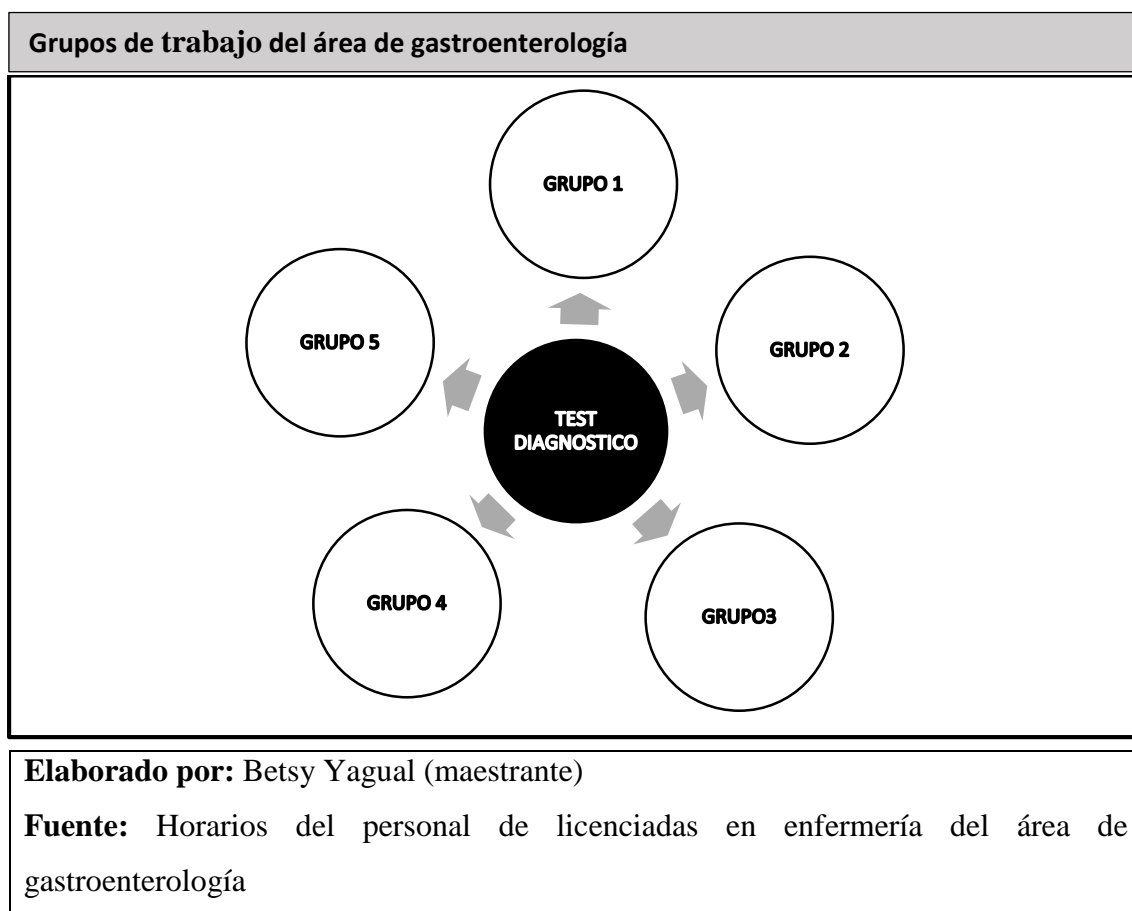 Grupos de trabajo del área de gastroenterología
GRUPO 1
GRUPO 2
GRUPO 5
TEST
DIAGNOSTICO
GRUPO 4
GRUPO3
Elaborado por: Betsy Yagual (maestrante)
Fuente: Horarios del personal de licenciadas en enfermería del área de
gastroenterología